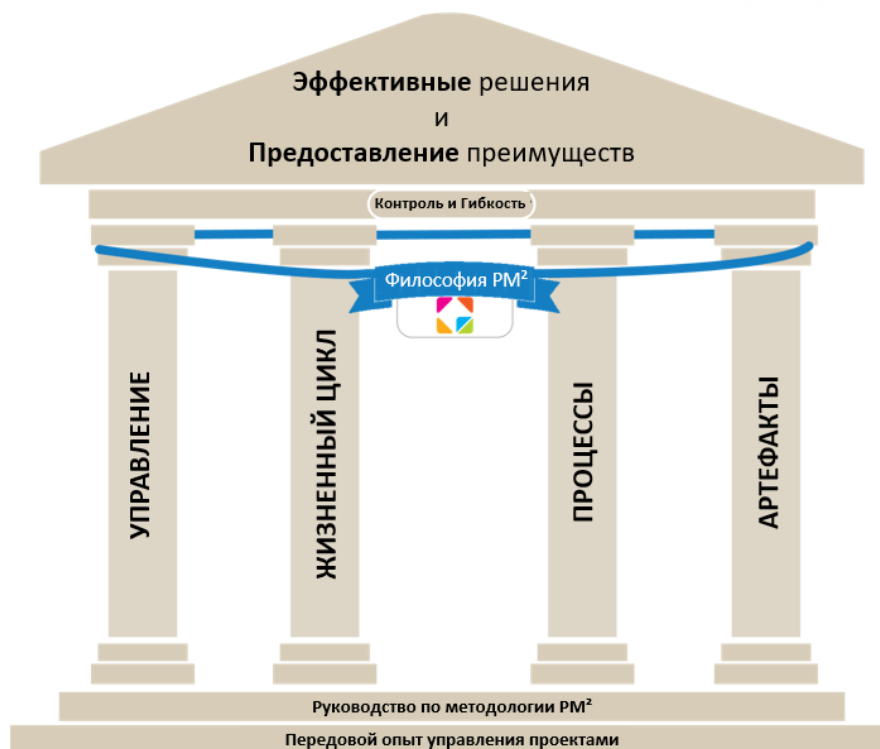 Эффективные решения
и
Предоставление преимуществ
Контроль и Гибкость
Философия PM²
УПРАВЛЕНИЕ
ЖИЗНЕННЫЙ ЦИКЛ
ПРОЦЕССЫ
АРТЕФАКТЫ
Руководство по методологии PM²
Передовой опыт управления проектами